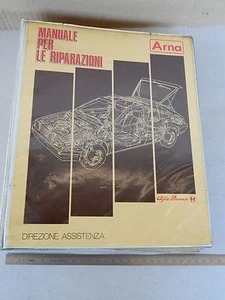 MANUALE
PER
LE RIPARAZIONI
Arna
Alfa Romeo
DIREZIONE ASSISTENZA